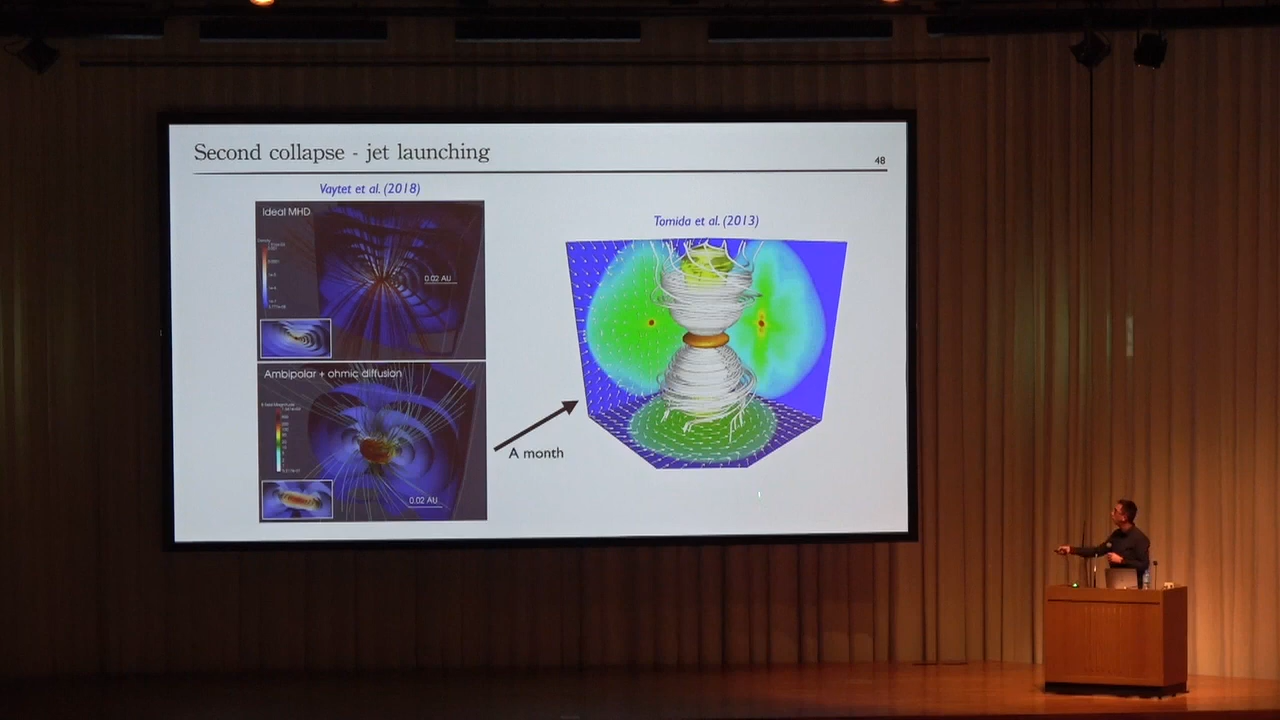 Second collapse - jet launching
48
Vaytet et al. (2018)
Ideal MHD
0.02 AU
Ambipolar + ohmic diffusion
0.02 AU
A month
Tomida et al. (2013)